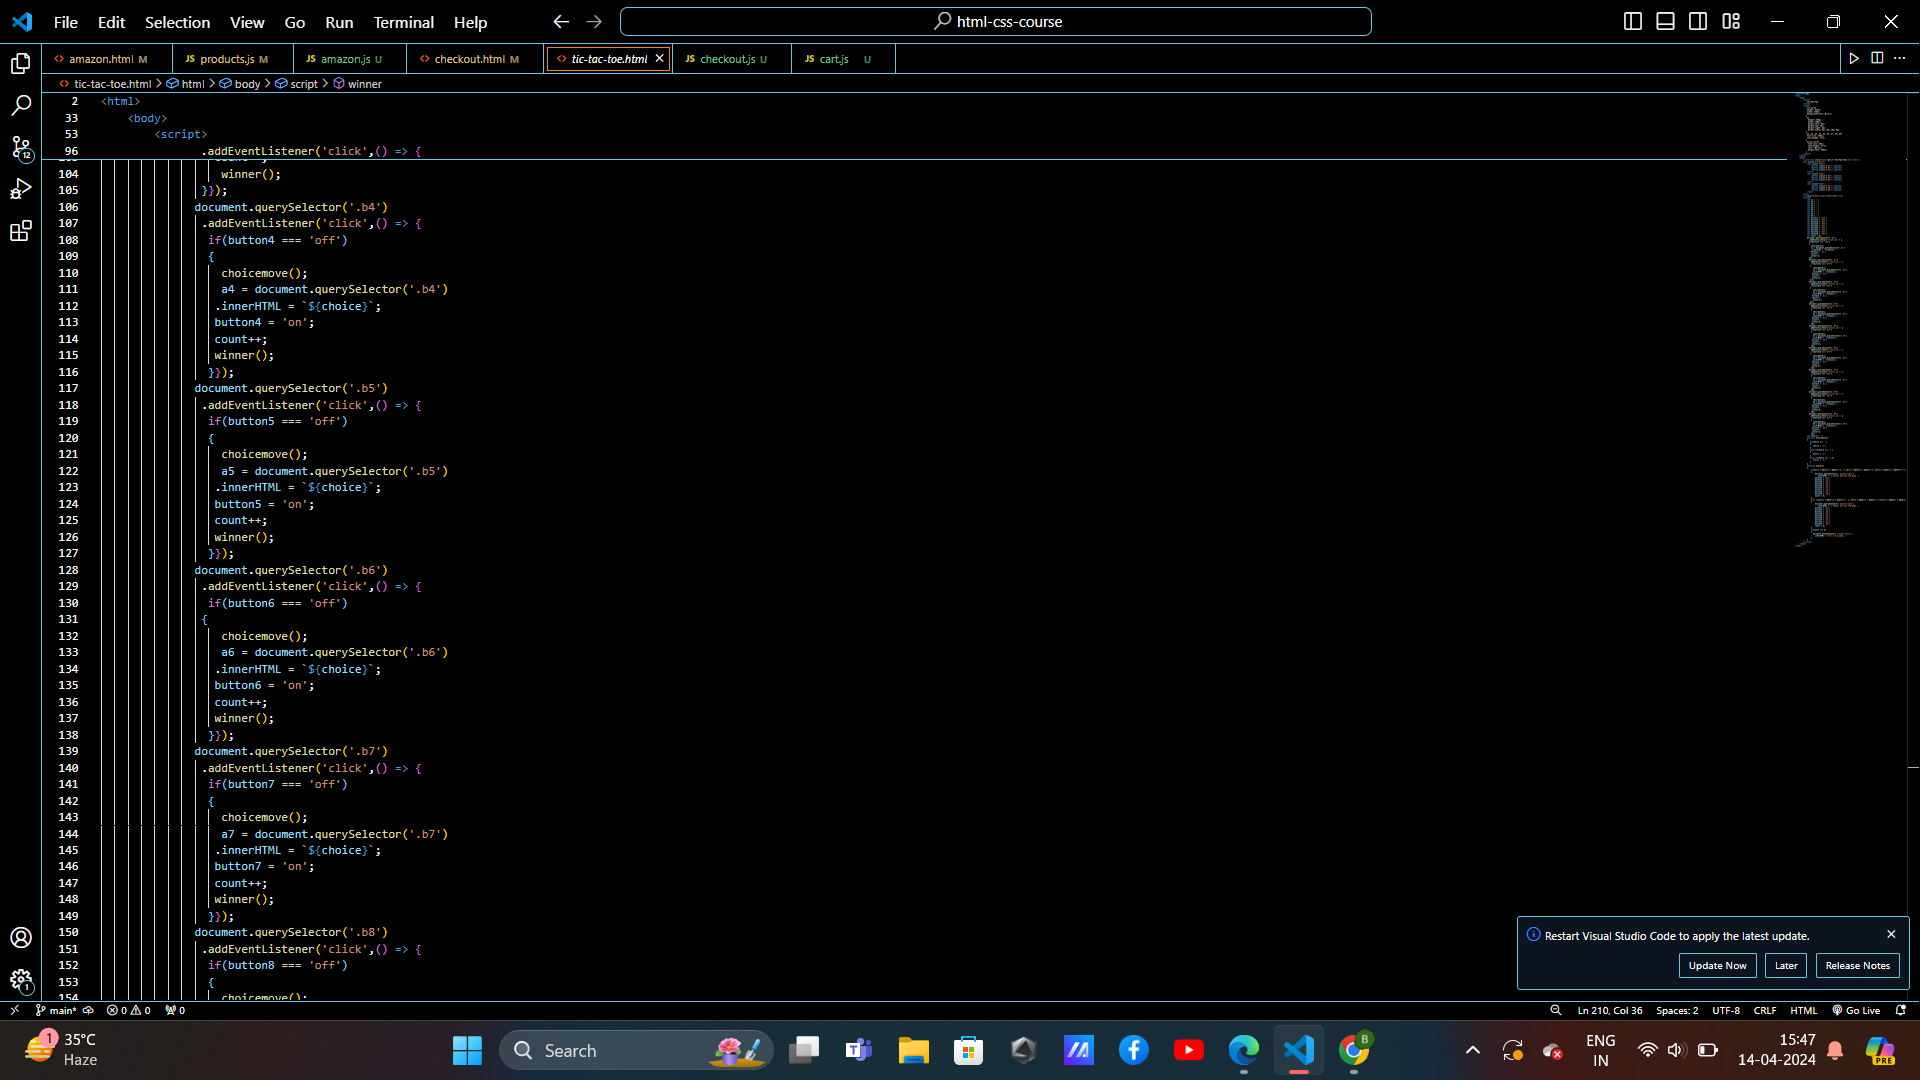 File Edit Selection View Go Run Terminal Help
html-css-course
amazon.html M
JS products.js M
JS amazon.js U
checkout.html M
tic-tac-toe.html
JS checkout.js U
JS cart.js U
tic-tac-toe.html > html > body > script > winner
2 <html>
33 <body>
53 <script>
96 .addEventListener('click',() => {
104 winner();
105 }});
106 document.querySelector('.b4')
107 .addEventListener('click',() => {
108 if(button4 === 'off')
109 {
110 choicemove();
111 a4 = document.querySelector('.b4')
112 .innerHTML = `${choice}`;
113 button4 = 'on';
114 count++;
115 winner();
116 }});
117 document.querySelector('.b5')
118 .addEventListener('click',() => {
119 if(button5 === 'off')
120 {
121 choicemove();
122 a5 = document.querySelector('.b5')
123 .innerHTML = `${choice}`;
124 button5 = 'on';
125 count++;
126 winner();
127 }});
128 document.querySelector('.b6')
129 .addEventListener('click',() => {
130 if(button6 === 'off')
131 {
132 choicemove();
133 a6 = document.querySelector('.b6')
134 .innerHTML = `${choice}`;
135 button6 = 'on';
136 count++;
137 winner();
138 }});
139 document.querySelector('.b7')
140 .addEventListener('click',() => {
141 if(button7 === 'off')
142 {
143 choicemove();
144 a7 = document.querySelector('.b7')
145 .innerHTML = `${choice}`;
146 button7 = 'on';
147 count++;
148 winner();
149 }});
150 document.querySelector('.b8')
151 .addEventListener('click',() => {
152 if(button8 === 'off')
153 {
154 choicemove();
12
1
Restart Visual Studio Code to apply the latest update.
Update Now Later Release Notes
main* 0 0 0 Ln 210, Col 36 Spaces: 2 UTF-8 CRLF HTML Go Live
1 35°C
Haze
Search
B
ENG
IN
15:47
14-04-2024
PRE